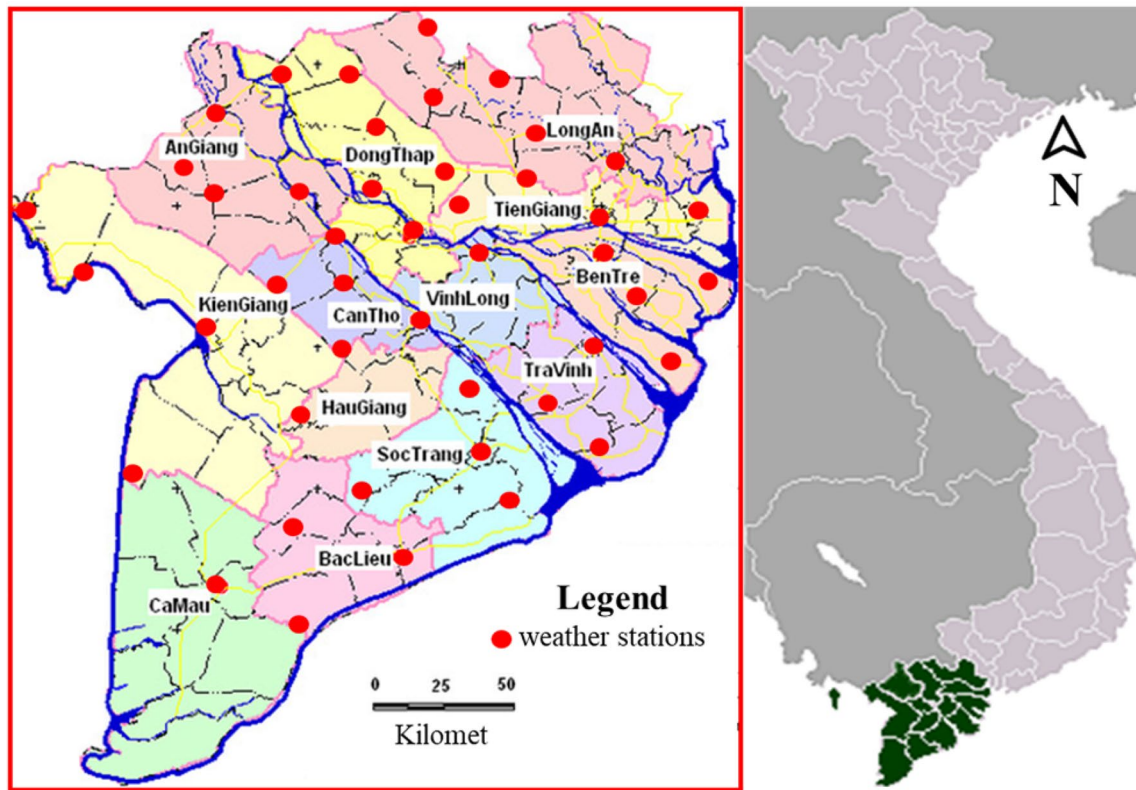 LongAn
AnGiang
DongThap
TienGiang
BenTre
KienGiang
VinhLong
CanTho
TraVinh
HauGiang
SocTrang
BacLieu
CaMau
Legend
weather stations
0 25 50
Kilomet
N